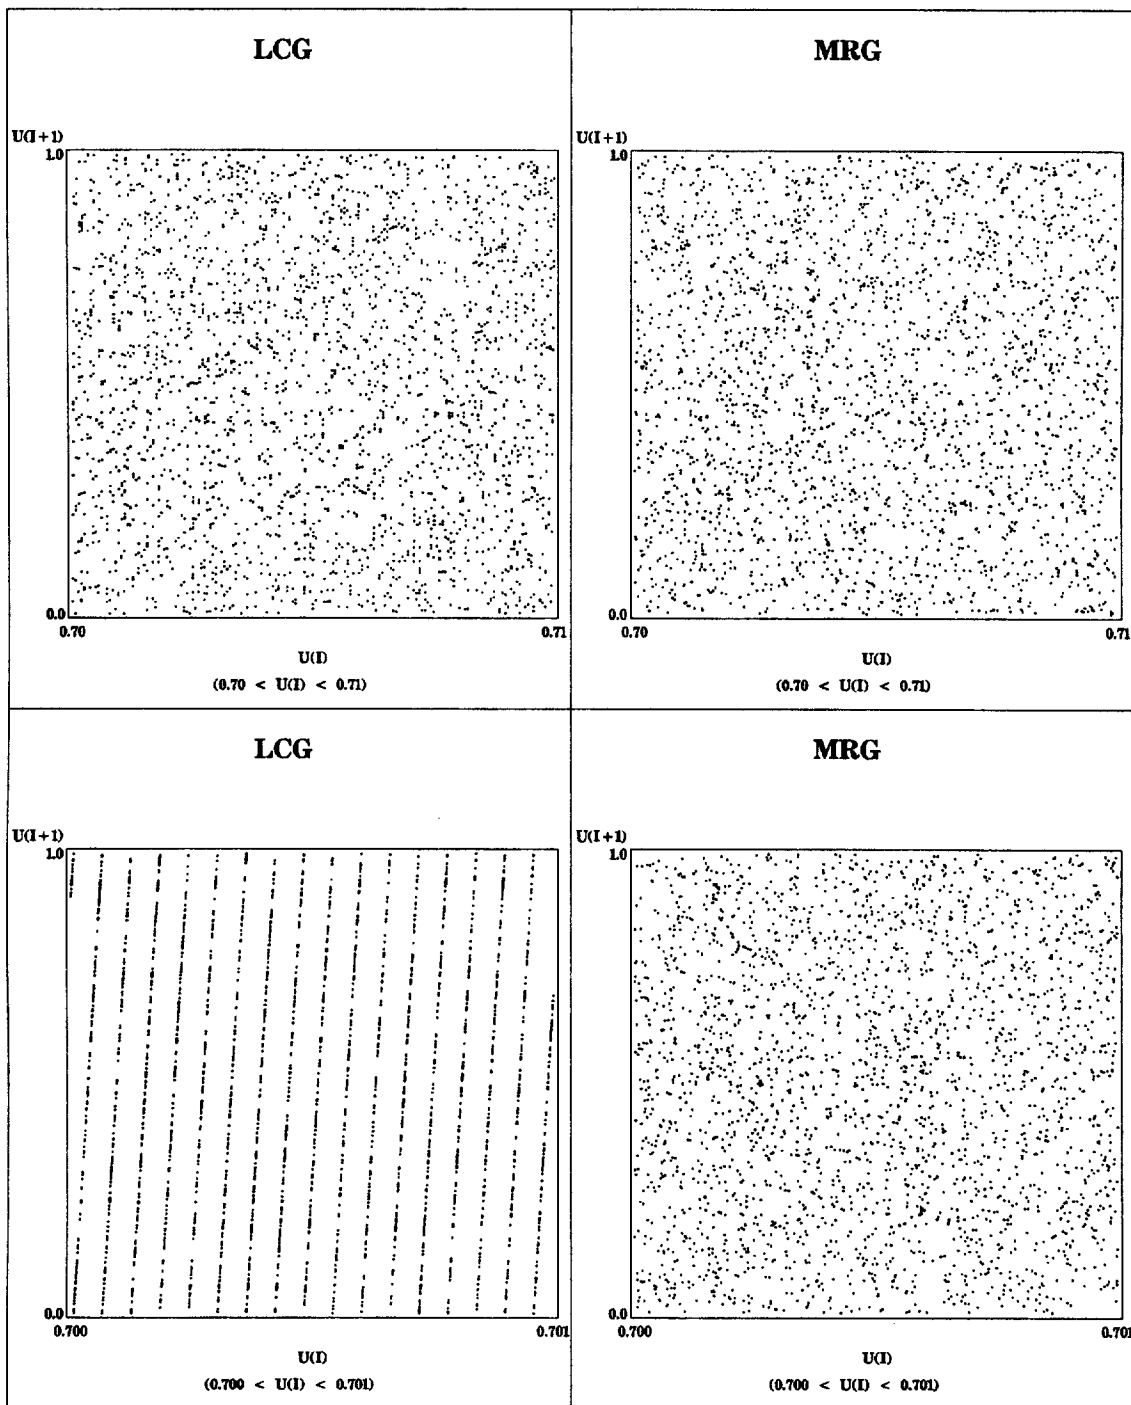 LCG
U(I+1)
1.0
0.0
0.70
0.71
U(I)
(0.70 < U(I) < 0.71)
MRG
U(I+1)
1.0
0.0
0.70
0.71
U(I)
(0.70 < U(I) < 0.71)
LCG
U(I+1)
1.0
0.0
0.700
0.701
U(I)
(0.700 < U(I) < 0.701)
MRG
U(I+1)
1.0
0.0
0.700
0.701
U(I)
(0.700 < U(I) < 0.701)